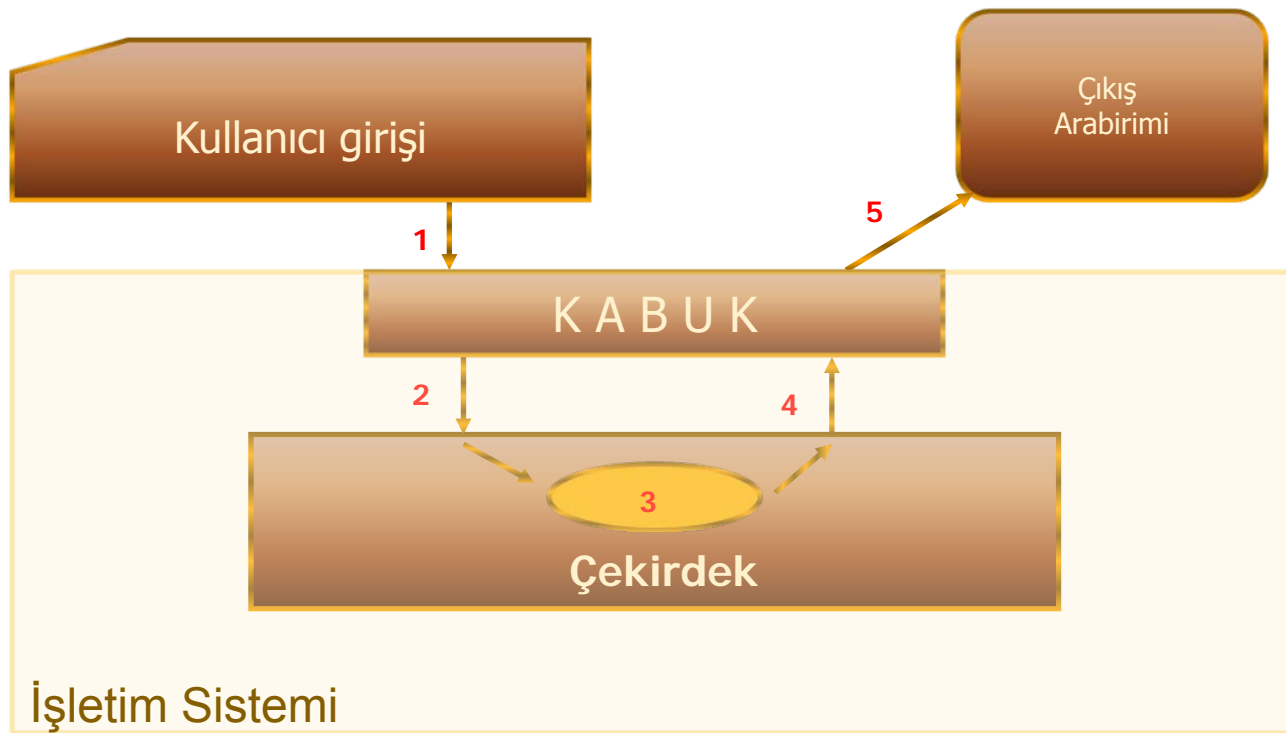 Kullanıcı girişi
Çıkış
Arabirimi
1
5
K A B U K
2
4
3
Çekirdek
İşletim Sistemi